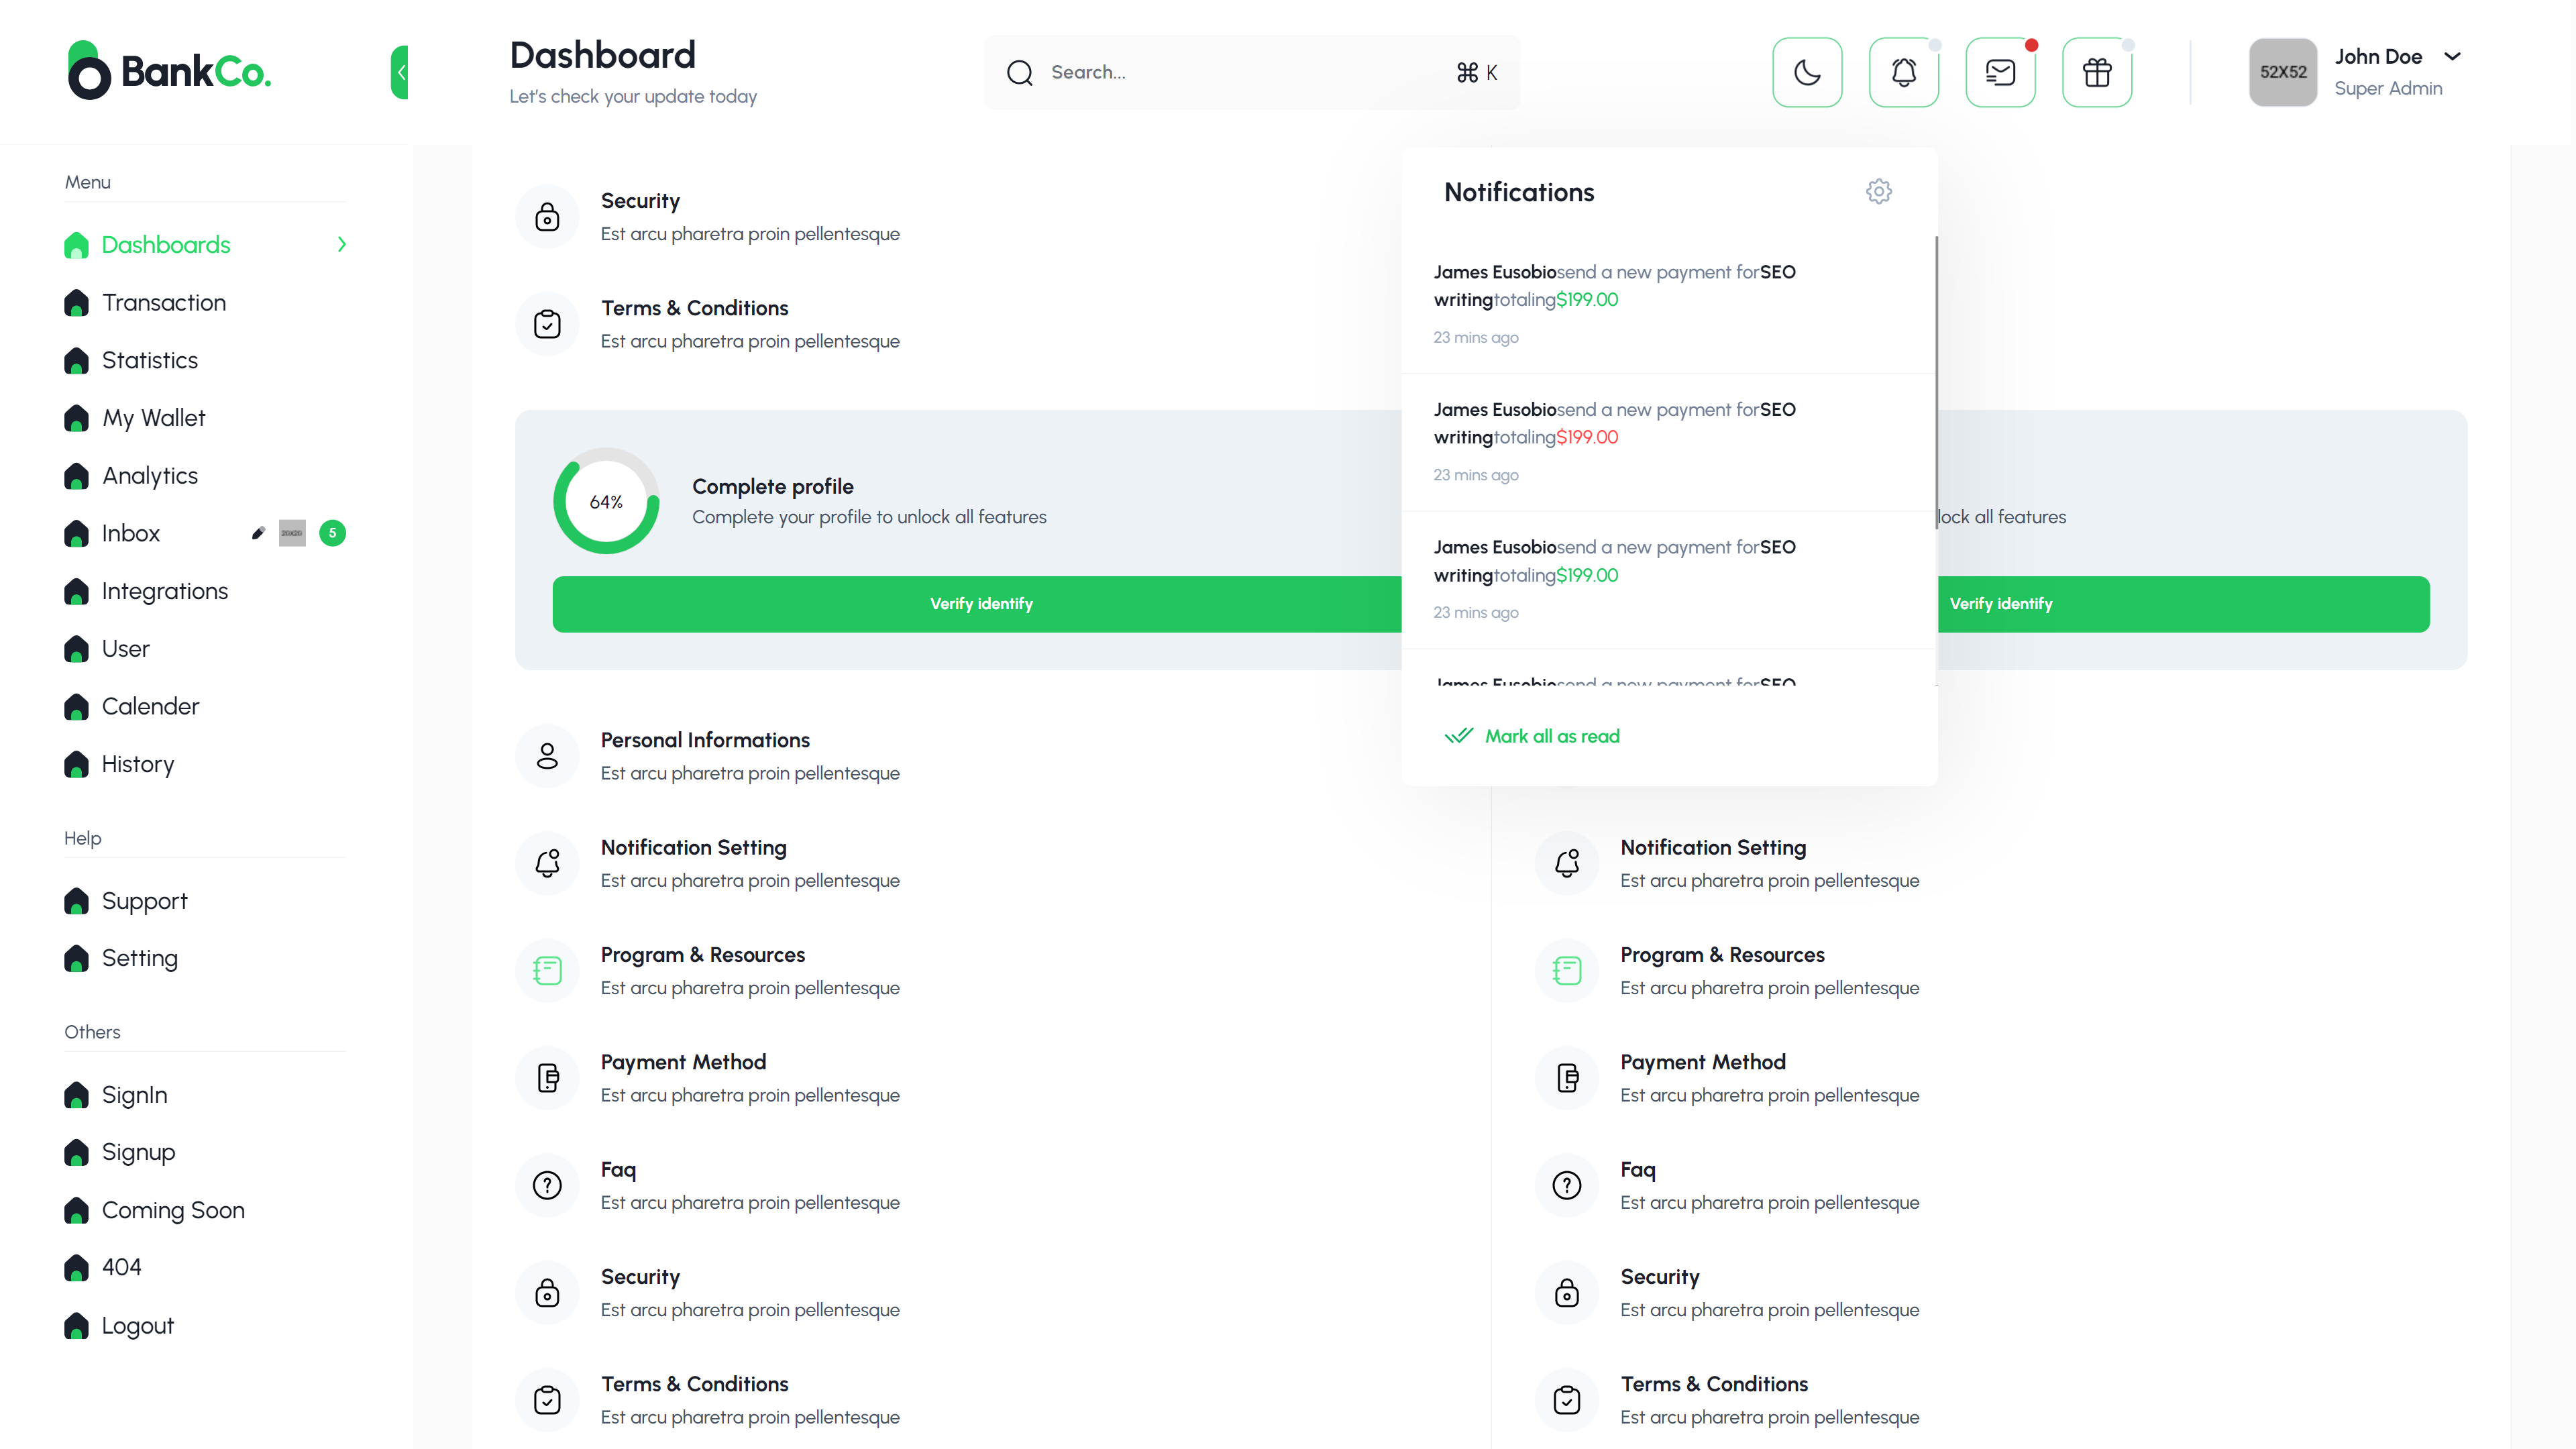 BankCo.
Dashboard
Let's check your update today
Search...
⌘ K
52X52
John Doe
Super Admin
Menu
Dashboards
Transaction
Statistics
My Wallet
Analytics
Inbox
5
Integrations
User
Calender
History
Help
Support
Setting
Others
SignIn
Signup
Coming Soon
404
Logout
Security
Est arcu pharetra proin pellentesque
Terms & Conditions
Est arcu pharetra proin pellentesque
64%
Complete profile
Complete your profile to unlock all features
Verify identify
Personal Informations
Est arcu pharetra proin pellentesque
Notification Setting
Est arcu pharetra proin pellentesque
Program & Resources
Est arcu pharetra proin pellentesque
Payment Method
Est arcu pharetra proin pellentesque
Faq
Est arcu pharetra proin pellentesque
Security
Est arcu pharetra proin pellentesque
Terms & Conditions
Est arcu pharetra proin pellentesque
Notifications
James Eusobiosend a new payment forSEO
writingtotaling$199.00
23 mins ago
James Eusobiosend a new payment forSEO
writingtotaling$199.00
23 mins ago
James Eusobiosend a new payment forSEO
writingtotaling$199.00
23 mins ago
James Eusobiosend a new payment forSEO
Mark all as read
lock all features
Verify identify
Notification Setting
Est arcu pharetra proin pellentesque
Program & Resources
Est arcu pharetra proin pellentesque
Payment Method
Est arcu pharetra proin pellentesque
Faq
Est arcu pharetra proin pellentesque
Security
Est arcu pharetra proin pellentesque
Terms & Conditions
Est arcu pharetra proin pellentesque